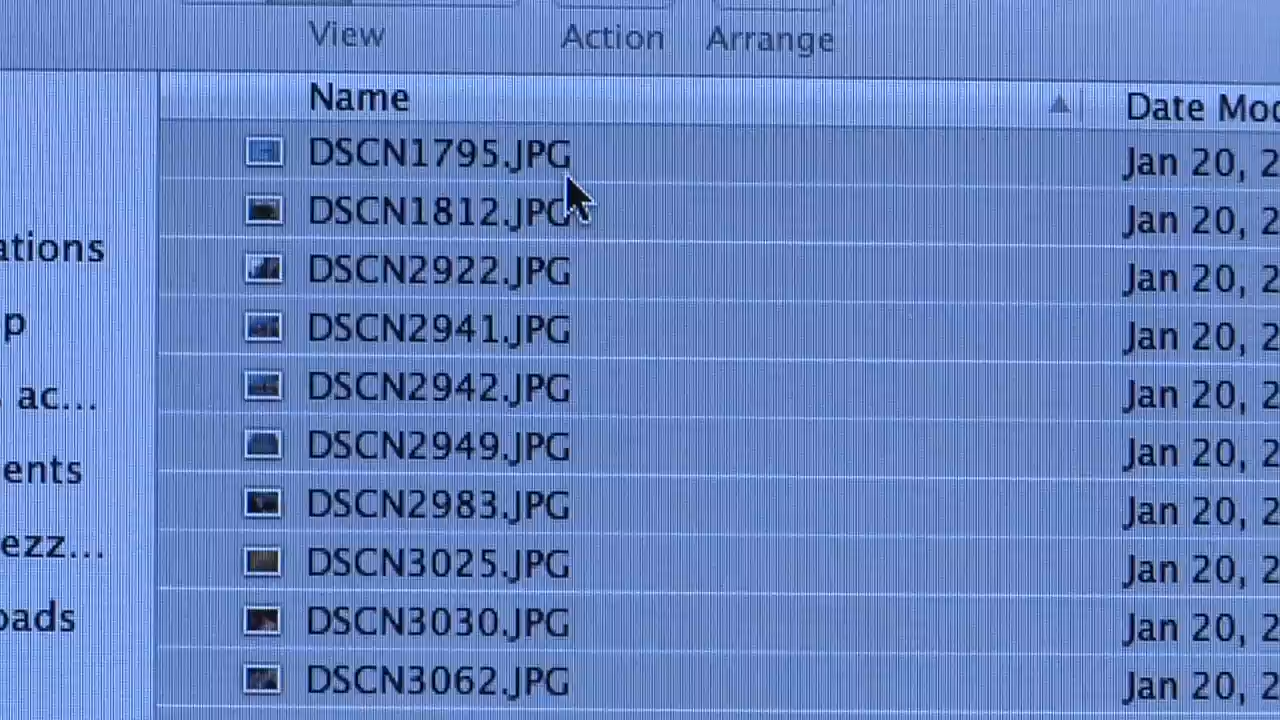 View Action Arrange
Name Date Mod
DSCN1795.JPG Jan 20, 2
DSCN1812.JPG Jan 20, 2
ations
DSCN2922.JPG Jan 20, 2
p
DSCN2941.JPG Jan 20, 2
ac...
DSCN2942.JPG Jan 20, 2
ents
DSCN2949.JPG Jan 20, 2
DSCN2983.JPG Jan 20, 2
ezz...
DSCN3025.JPG Jan 20, 2
oads
DSCN3030.JPG Jan 20, 2
DSCN3062.JPG Jan 20, 2